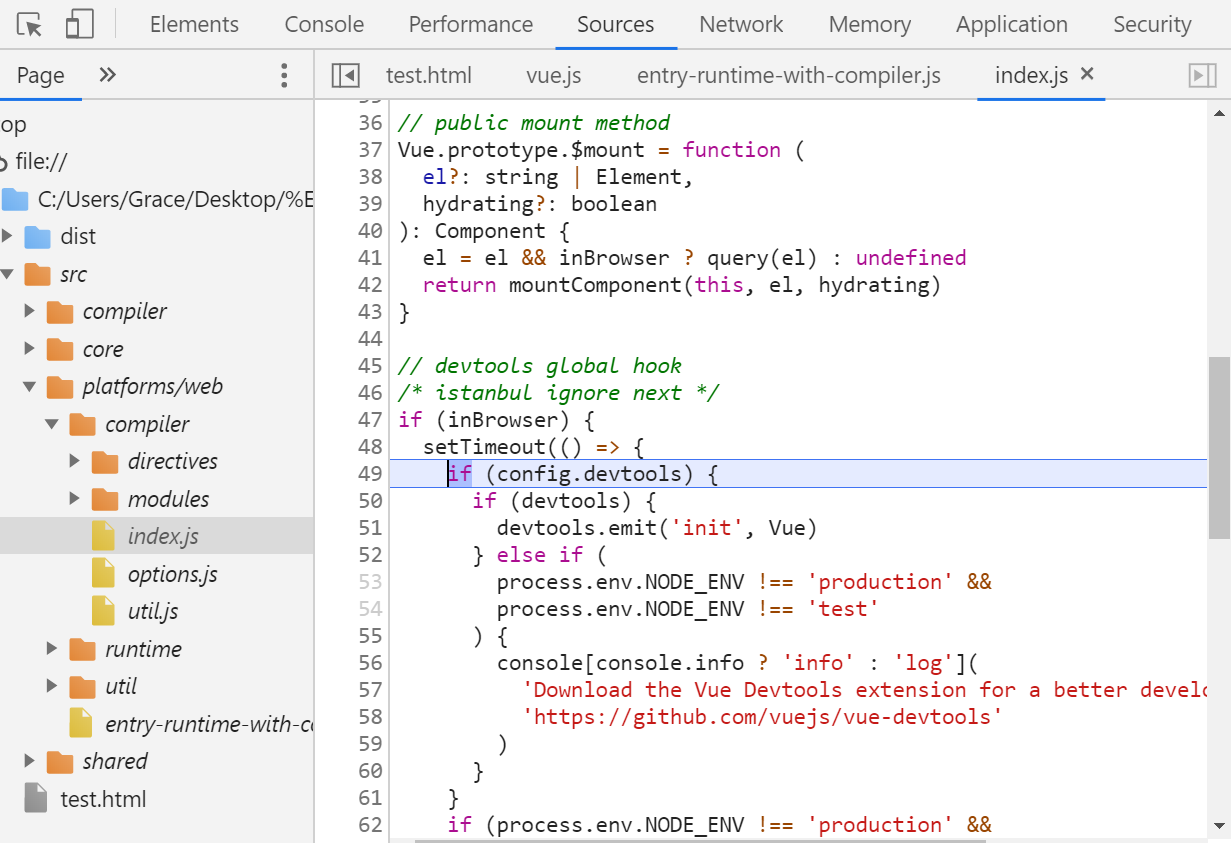 Elements Console Performance Sources Network Memory Application Security
Page »
test.html vue.js entry-runtime-with-compiler.js index.js ×
op
file://
C:/Users/Grace/Desktop/%E
dist
src
compiler
core
platforms/web
compiler
directives
modules
index.js
options.js
util.js
runtime
util
entry-runtime-with-co
shared
test.html
36 // public mount method
37 Vue.prototype.$mount = function (
38   el?: string | Element,
39   hydrating?: boolean
40 ): Component {
41   el = el && inBrowser ? query(el) : undefined
42   return mountComponent(this, el, hydrating)
43 }
44
45 // devtools global hook
46 /* istanbul ignore next */
47 if (inBrowser) {
48   setTimeout(() => {
49     if (config.devtools) {
50       if (devtools) {
51         devtools.emit('init', Vue)
52       } else if (
53         process.env.NODE_ENV !== 'production' &&
54         process.env.NODE_ENV !== 'test'
55       ) {
56         console[console.info ? 'info' : 'log'](
57           'Download the Vue Devtools extension for a better develo
58           'https://github.com/vuejs/vue-devtools'
59         )
60       }
61     }
62     if (process.env.NODE_ENV !== 'production' &&